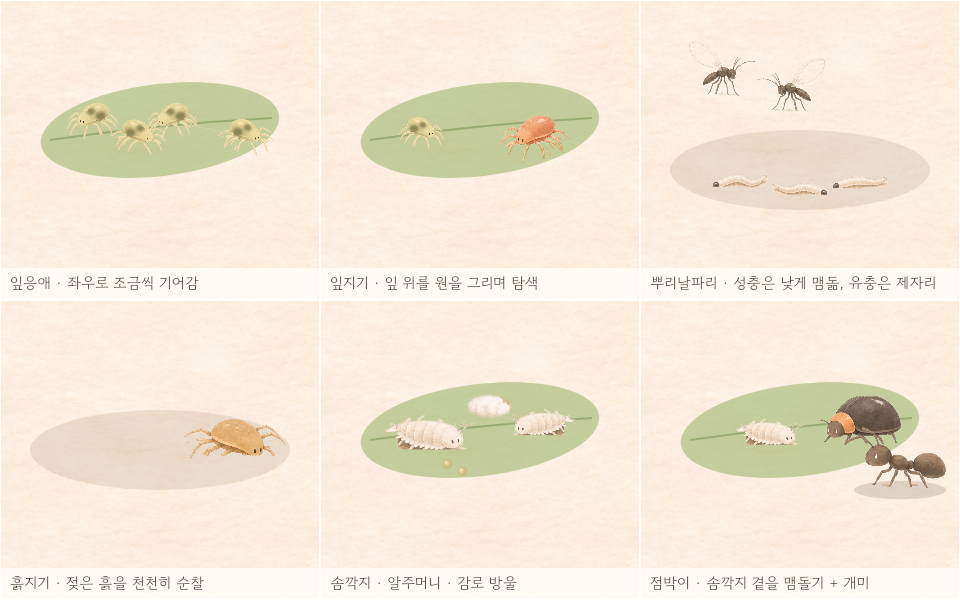 잎응애 · 좌우로 조금씩 기어감
잎지기 · 잎 위를 원을 그리며 탐색
뿌리날파리 · 성충은 낮게 맴돎, 유충은 제자리
흙지기 · 젖은 흙을 천천히 순찰
솜깍지 · 알주머니 · 감로 방울
점박이 · 솜깍지 곁을 맴돌기 + 개미